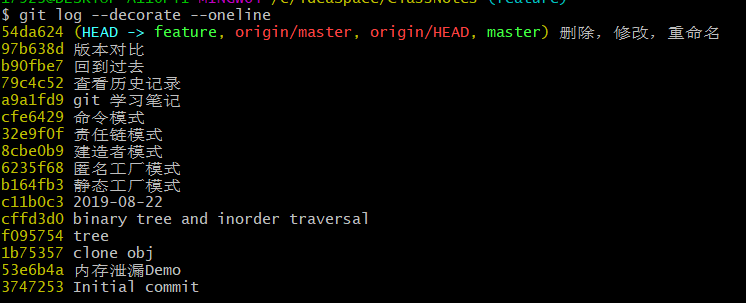 $ git log --decorate --oneline
54da624 (HEAD -> feature, origin/master, origin/HEAD, master) 删除，修改，重命名
97b638d 版本对比
b90fbe7 回到过去
79c4c52 查看历史记录
a9a1fd9 git 学习笔记
cfe6429 命令模式
32e9f0f 责任链模式
8cbe0b9 建造者模式
6235f68 匿名工厂模式
b164fb3 静态工厂模式
c11b0c3 2019-08-22
cffd3d0 binary tree and inorder traversal
f095754 tree
1b75357 clone obj
53e6b4a 内存泄漏Demo
3747253 Initial commit